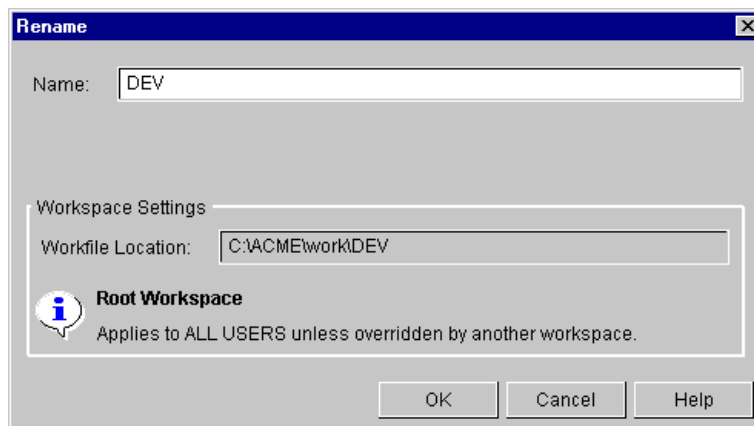 Rename
Name: DEV
Workspace Settings
Workfile Location: C:\ACME\work\DEV
Root Workspace
Applies to ALL USERS unless overridden by another workspace.
OK Cancel Help